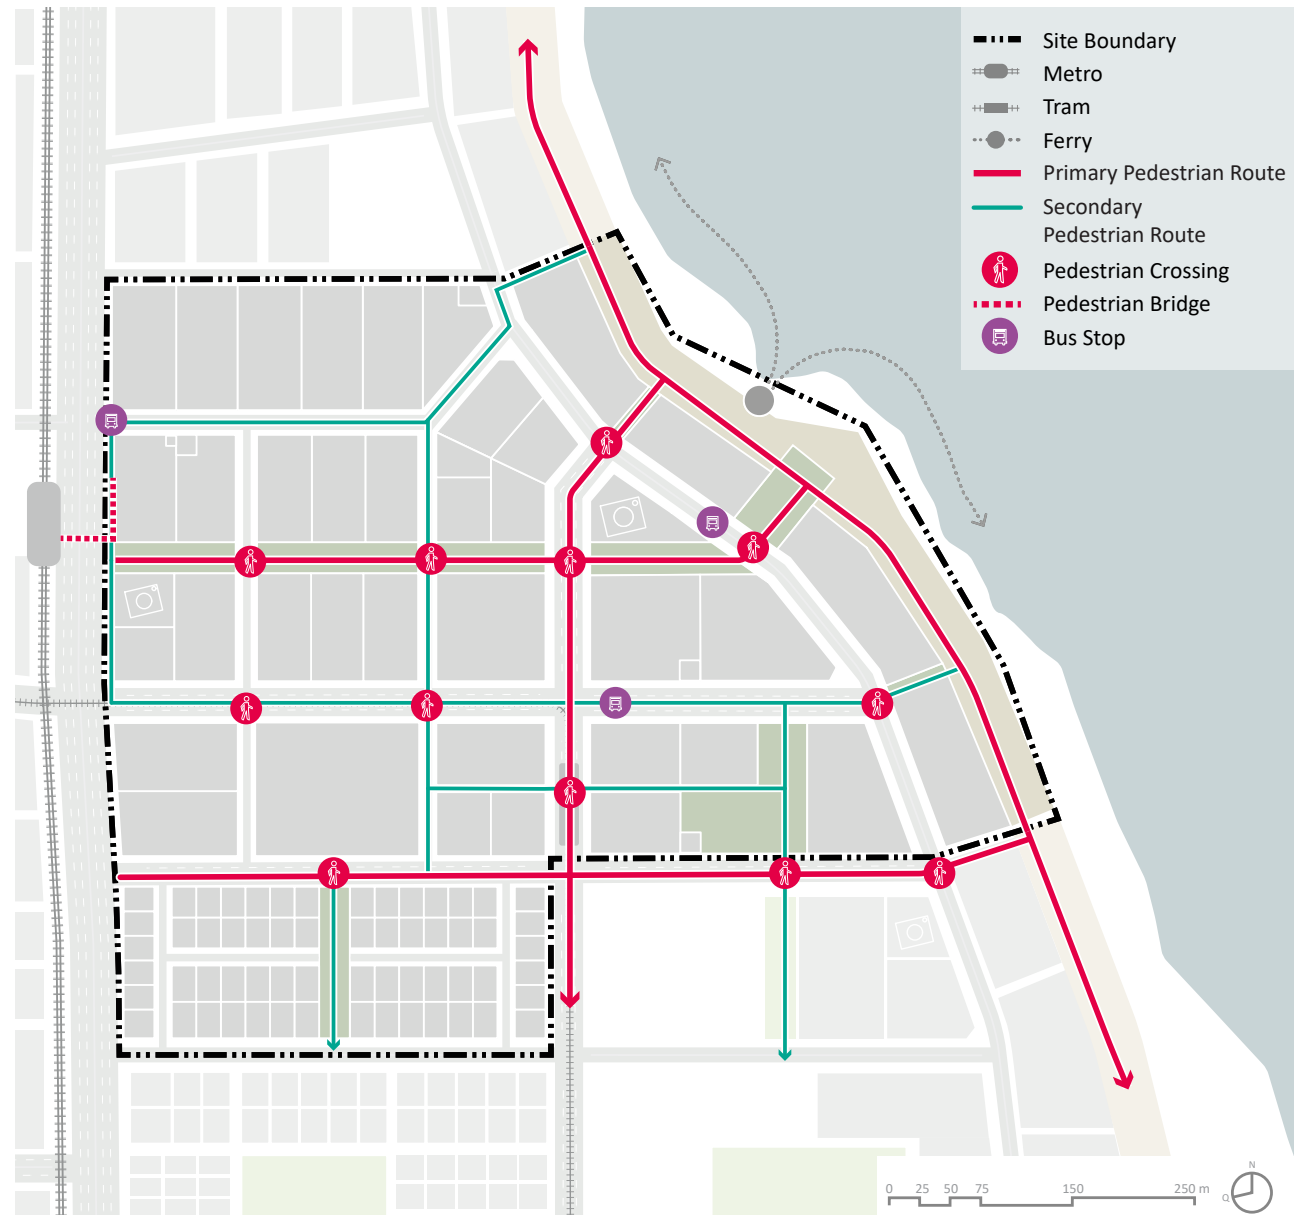 Site Boundary
Metro
Tram
Ferry
Primary Pedestrian Route
Secondary
Pedestrian Route
Pedestrian Crossing
Pedestrian Bridge
Bus Stop
0 25 50 75 150 250 m
N
Q